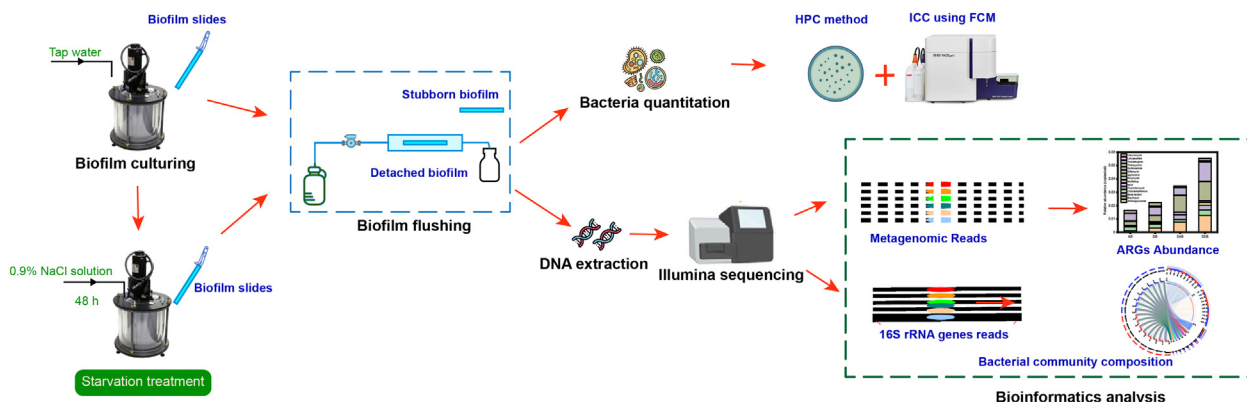 Biofilm slides
Tap water
Biofilm culturing
0.9% NaCl solution
48 h
Biofilm slides
Starvation treatment
Stubborn biofilm
Detached biofilm
Biofilm flushing
Bacteria quantitation
HPC method
ICC using FCM
DNA extraction
Illumina sequencing
Metagenomic Reads
ARGs Abundance
16S rRNA genes reads
Bacterial community composition
Bioinformatics analysis